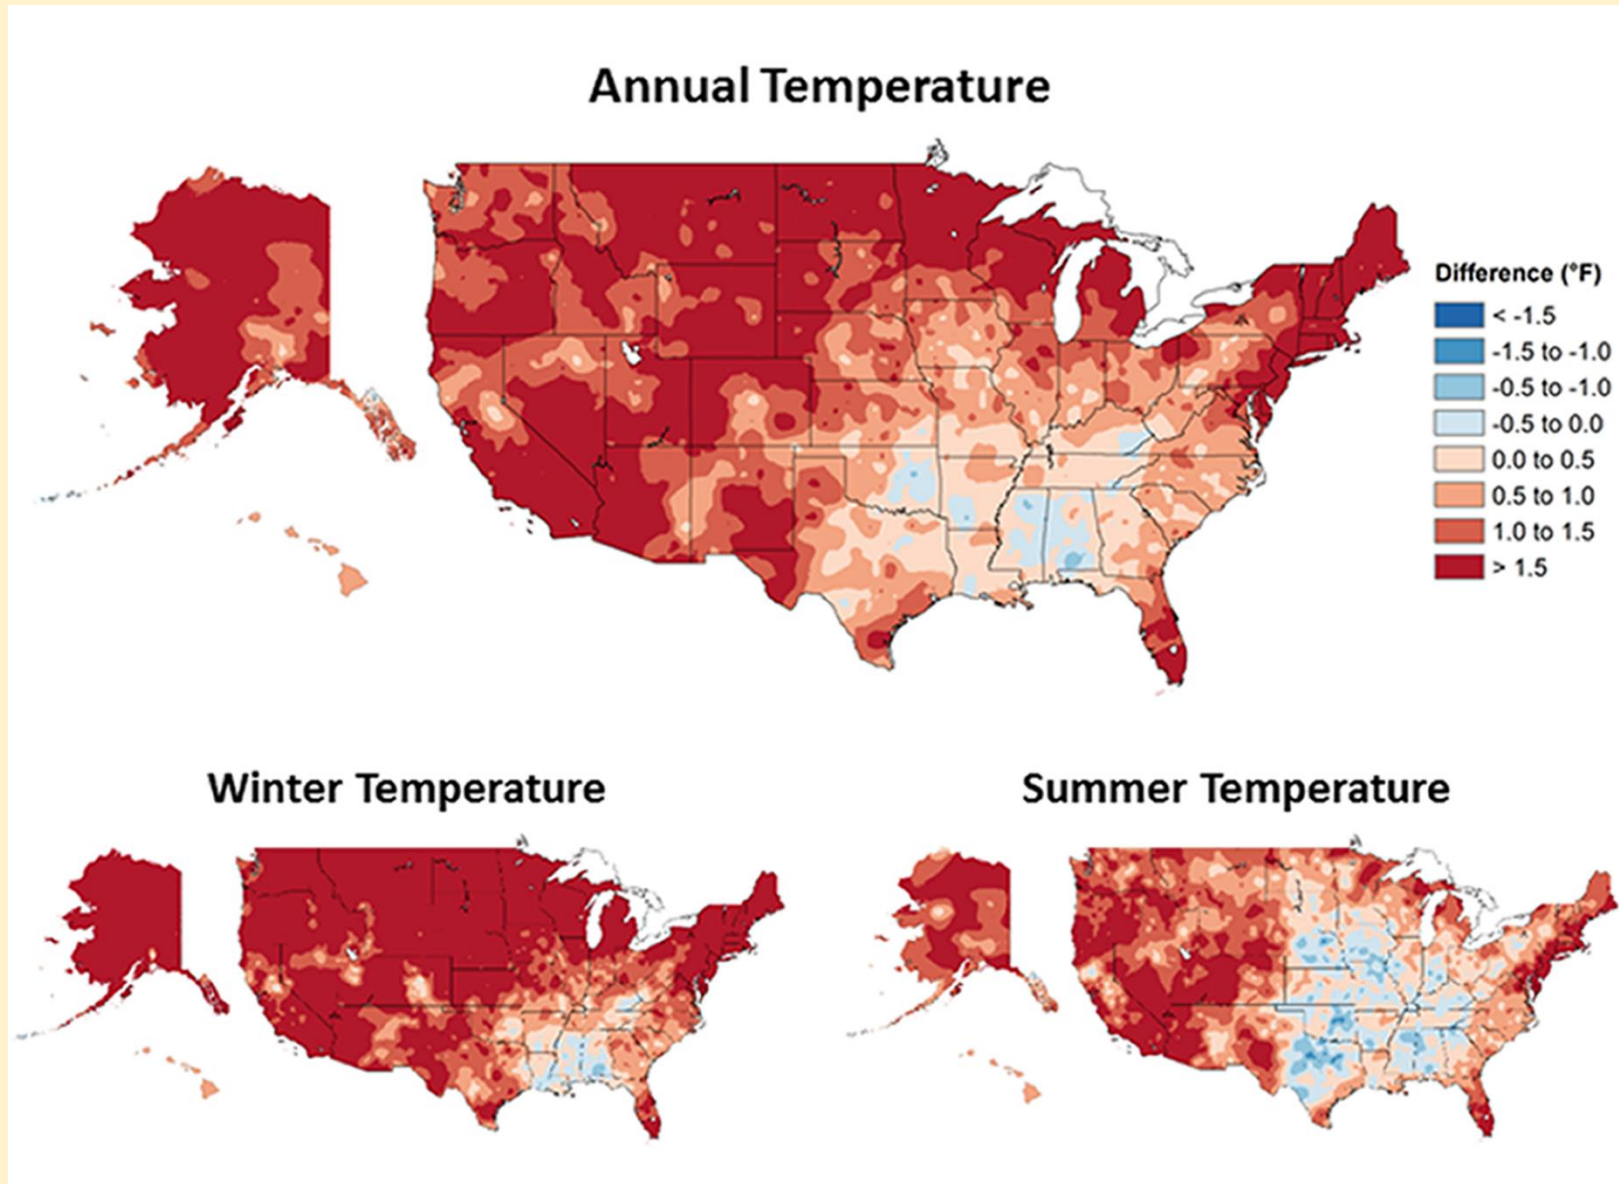 Annual Temperature
Difference (°F)
< -1.5
-1.5 to -1.0
-0.5 to -1.0
-0.5 to 0.0
0.0 to 0.5
0.5 to 1.0
1.0 to 1.5
> 1.5
Winter Temperature
Summer Temperature